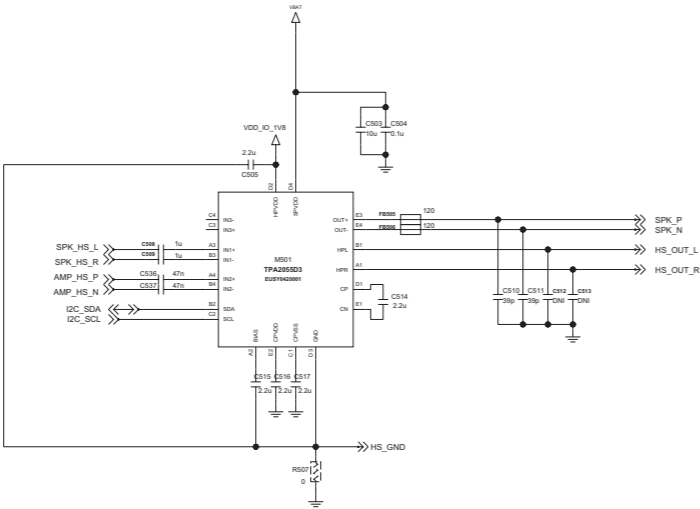 VBAT
VDD_IO_1V8
C503
C504
10u
0.1u
2.2u
C505
D2
D4
HPVDD
SPVDD
C4
IN3-
C3
IN3+
SPK_HS_L
C508
1u
A3
IN1+
SPK_HS_R
C509
1u
B3
IN1-
AMP_HS_P
C536
47n
A4
IN2+
AMP_HS_N
C537
47n
B4
IN2-
I2C_SDA
B2
SDA
I2C_SCL
C2
SCL
M501
TPA2055D3
EUSY0420001
OUT+
E3
FB505
120
SPK_P
OUT-
E4
FB506
120
SPK_N
HPL
B1
HS_OUT_L
HPR
A1
HS_OUT_R
CP
D1
CN
E1
C514
2.2u
C510
C511
C512
C513
39p
39p
DNI
DNI
BIAS
CPVDD
CPVSS
GND
A2
E2
C1
D3
C515
C516
C517
2.2u
2.2u
2.2u
HS_GND
R507
0